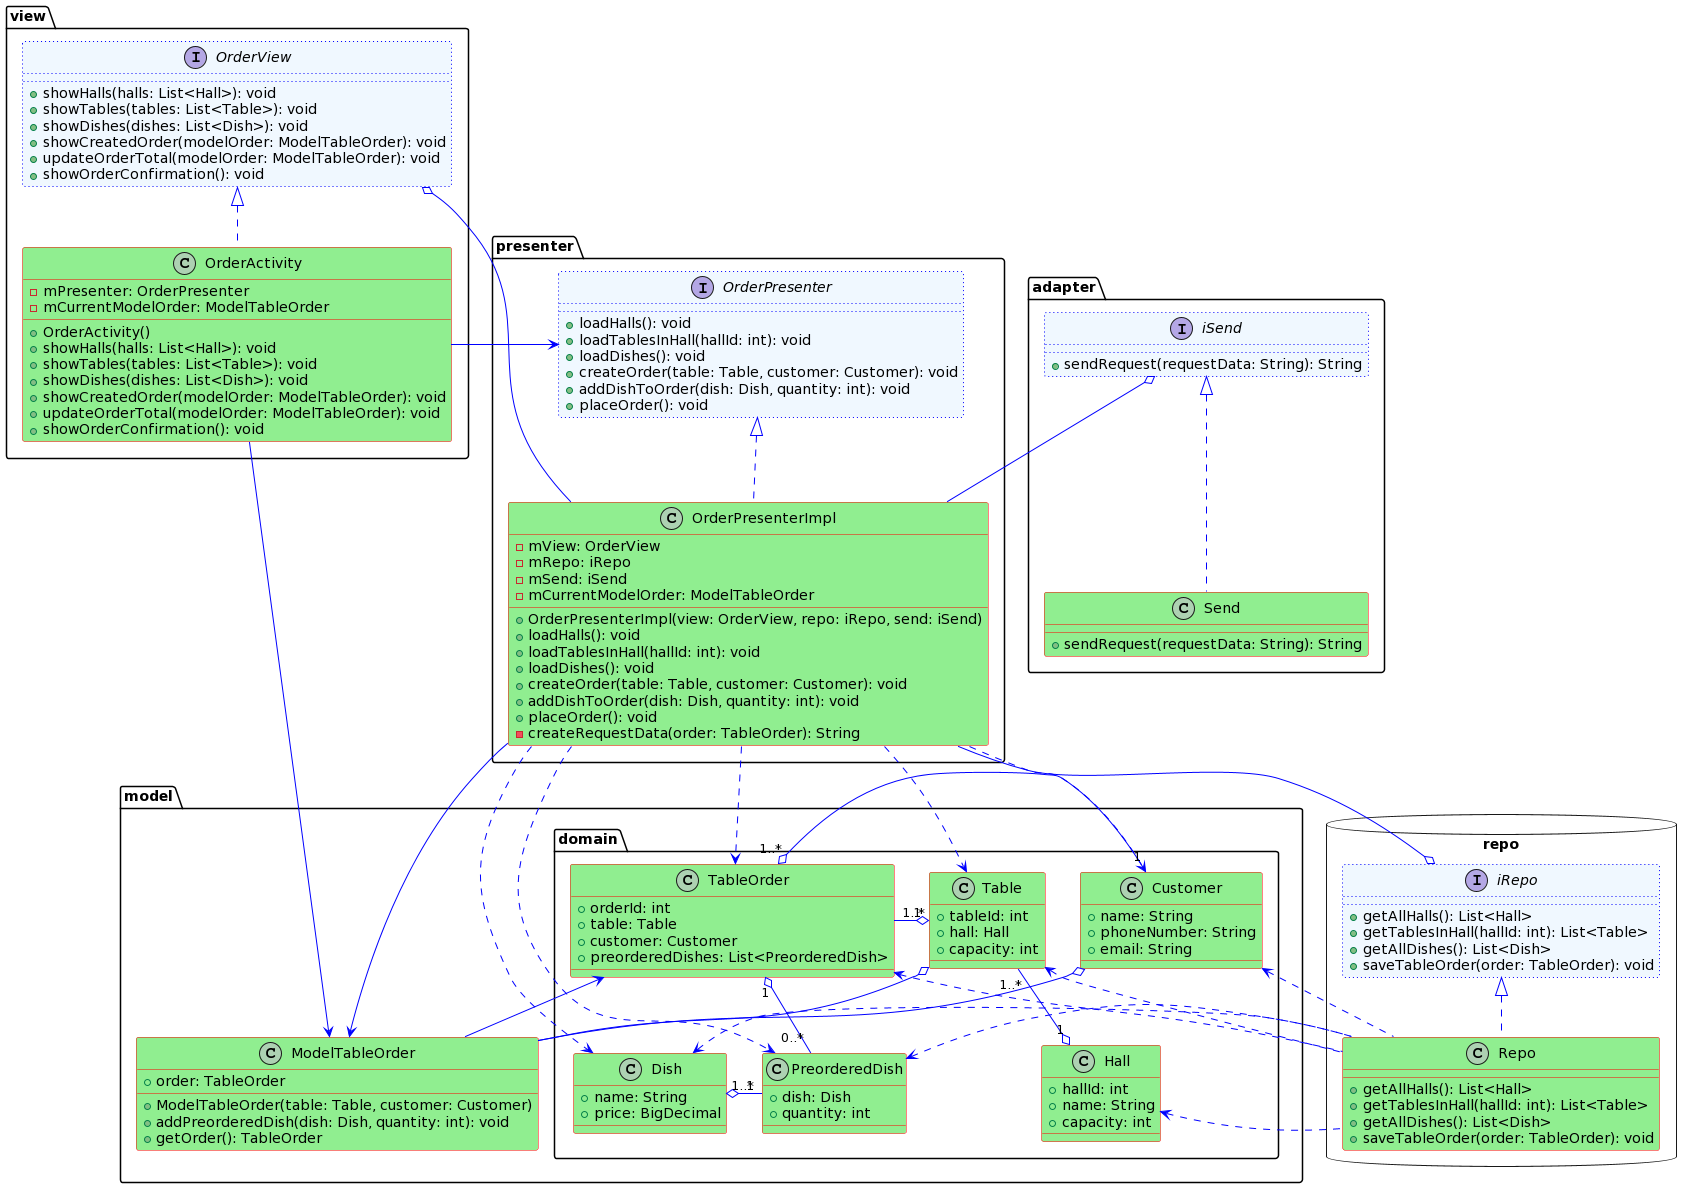 view
I OrderView
showHalls(halls: List<Hall>): void
showTables(tables: List<Table>): void
showDishes(dishes: List<Dish>): void
showCreatedOrder(modelOrder: ModelTableOrder): void
updateOrderTotal(modelOrder: ModelTableOrder): void
showOrderConfirmation(): void
C OrderActivity
mPresenter: OrderPresenter
mCurrentModelOrder: ModelTableOrder
OrderActivity()
showHalls(halls: List<Hall>): void
showTables(tables: List<Table>): void
showDishes(dishes: List<Dish>): void
showCreatedOrder(modelOrder: ModelTableOrder): void
updateOrderTotal(modelOrder: ModelTableOrder): void
showOrderConfirmation(): void
presenter
I OrderPresenter
loadHalls(): void
loadTablesInHall(hallId: int): void
loadDishes(): void
createOrder(table: Table, customer: Customer): void
addDishToOrder(dish: Dish, quantity: int): void
placeOrder(): void
C OrderPresenterImpl
mView: OrderView
mRepo: iRepo
mSend: iSend
mCurrentModelOrder: ModelTableOrder
OrderPresenterImpl(view: OrderView, repo: iRepo, send: iSend)
loadHalls(): void
loadTablesInHall(hallId: int): void
loadDishes(): void
createOrder(table: Table, customer: Customer): void
addDishToOrder(dish: Dish, quantity: int): void
placeOrder(): void
createRequestData(order: TableOrder): String
adapter
I iSend
sendRequest(requestData: String): String
C Send
sendRequest(requestData: String): String
model
domain
1..*
1
C TableOrder
orderId: int
table: Table
customer: Customer
preorderedDishes: List<PreorderedDish>
1..*
1
C Table
tableId: int
hall: Hall
capacity: int
C Customer
name: String
phoneNumber: String
email: String
1
0..*
1..*
1
C ModelTableOrder
order: TableOrder
ModelTableOrder(table: Table, customer: Customer)
addPreorderedDish(dish: Dish, quantity: int): void
getOrder(): TableOrder
C Dish
name: String
price: BigDecimal
1..*
1
C PreorderedDish
dish: Dish
quantity: int
C Hall
hallId: int
name: String
capacity: int
repo
I iRepo
getAllHalls(): List<Hall>
getTablesInHall(hallId: int): List<Table>
getAllDishes(): List<Dish>
saveTableOrder(order: TableOrder): void
C Repo
getAllHalls(): List<Hall>
getTablesInHall(hallId: int): List<Table>
getAllDishes(): List<Dish>
saveTableOrder(order: TableOrder): void